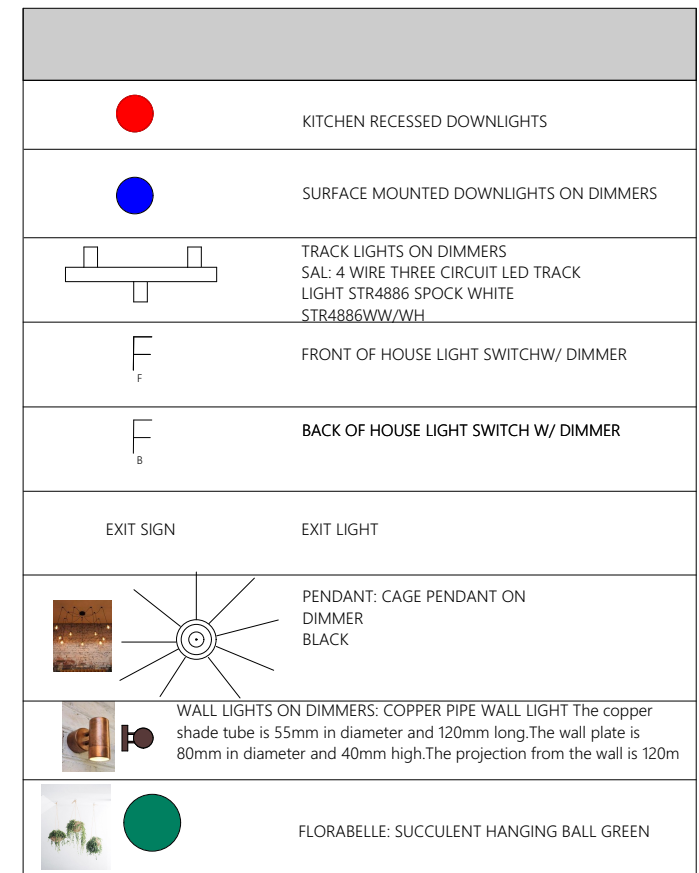 KITCHEN RECESSED DOWNLIGHTS
SURFACE MOUNTED DOWNLIGHTS ON DIMMERS
TRACK LIGHTS ON DIMMERS
SAL: 4 WIRE THREE CIRCUIT LED TRACK
LIGHT STR4886 SPOCK WHITE
STR4886WW/WH
F
FRONT OF HOUSE LIGHT SWITCHW/ DIMMER
B
BACK OF HOUSE LIGHT SWITCH W/ DIMMER
EXIT SIGN
EXIT LIGHT
PENDANT: CAGE PENDANT ON
DIMMER
BLACK
WALL LIGHTS ON DIMMERS: COPPER PIPE WALL LIGHT The copper
shade tube is 55mm in diameter and 120mm long.The wall plate is
80mm in diameter and 40mm high.The projection from the wall is 120m
FLORABELLE: SUCCULENT HANGING BALL GREEN